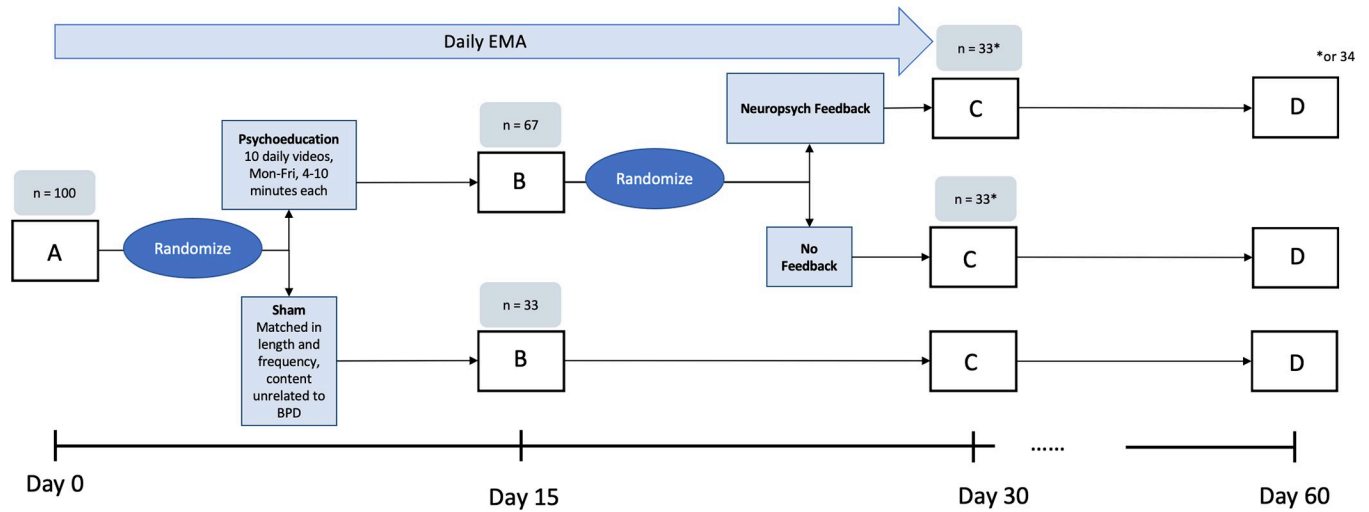 Daily EMA
n = 33*
*or 34
Neuropsych Feedback
C
D
Psychoeducation
10 daily videos,
Mon-Fri, 4-10
minutes each
n = 67
B
Randomize
n = 100
A
Randomize
n = 33*
No
Feedback
C
D
Sham
Matched in
length and
frequency,
content
unrelated to
BPD
n = 33
B
C
D
......
Day 0
Day 15
Day 30
Day 60